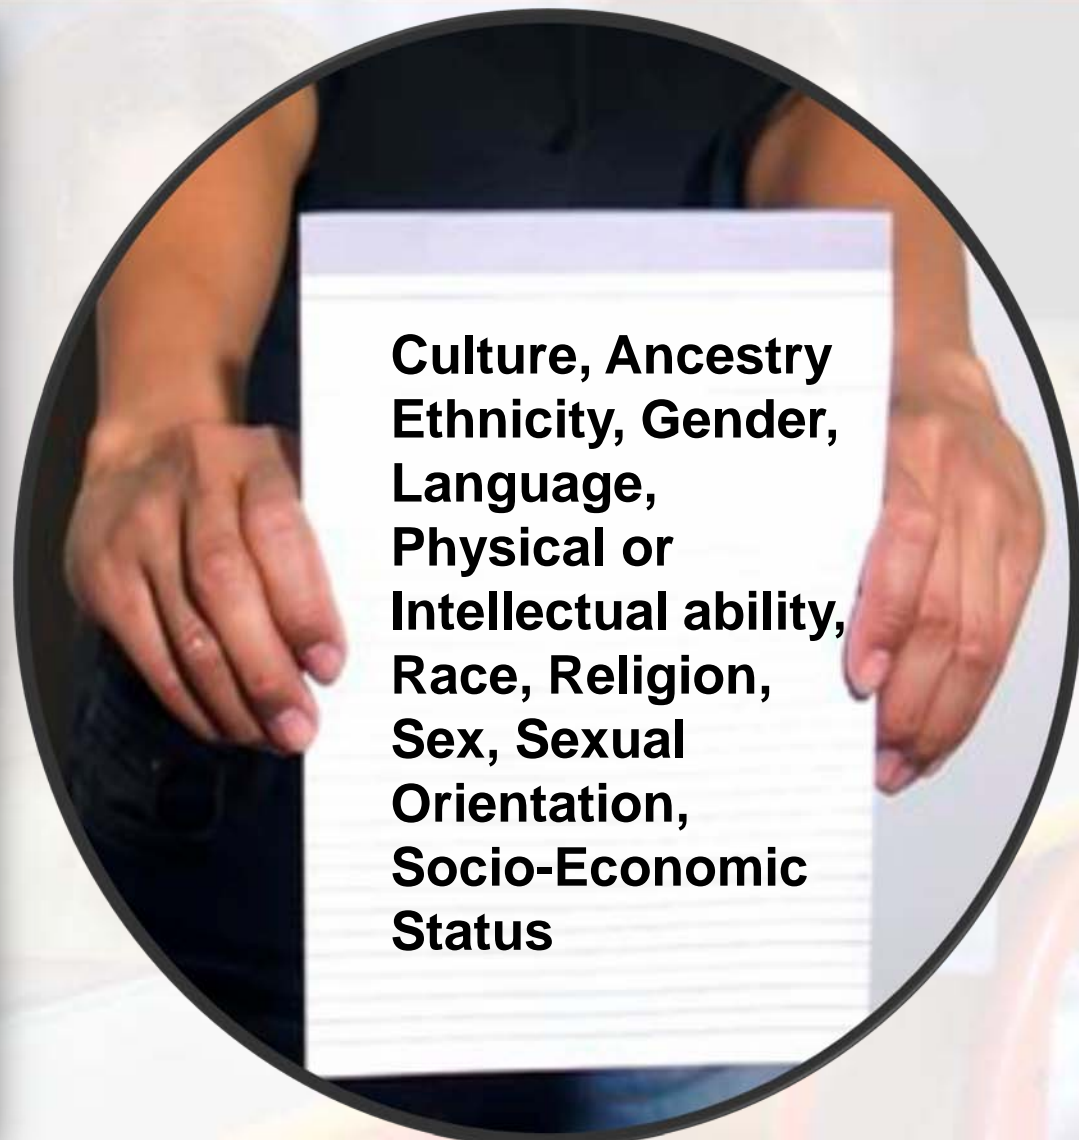 Culture, Ancestry
Ethnicity, Gender,
Language,
Physical or
Intellectual ability,
Race, Religion,
Sex, Sexual
Orientation,
Socio-Economic
Status